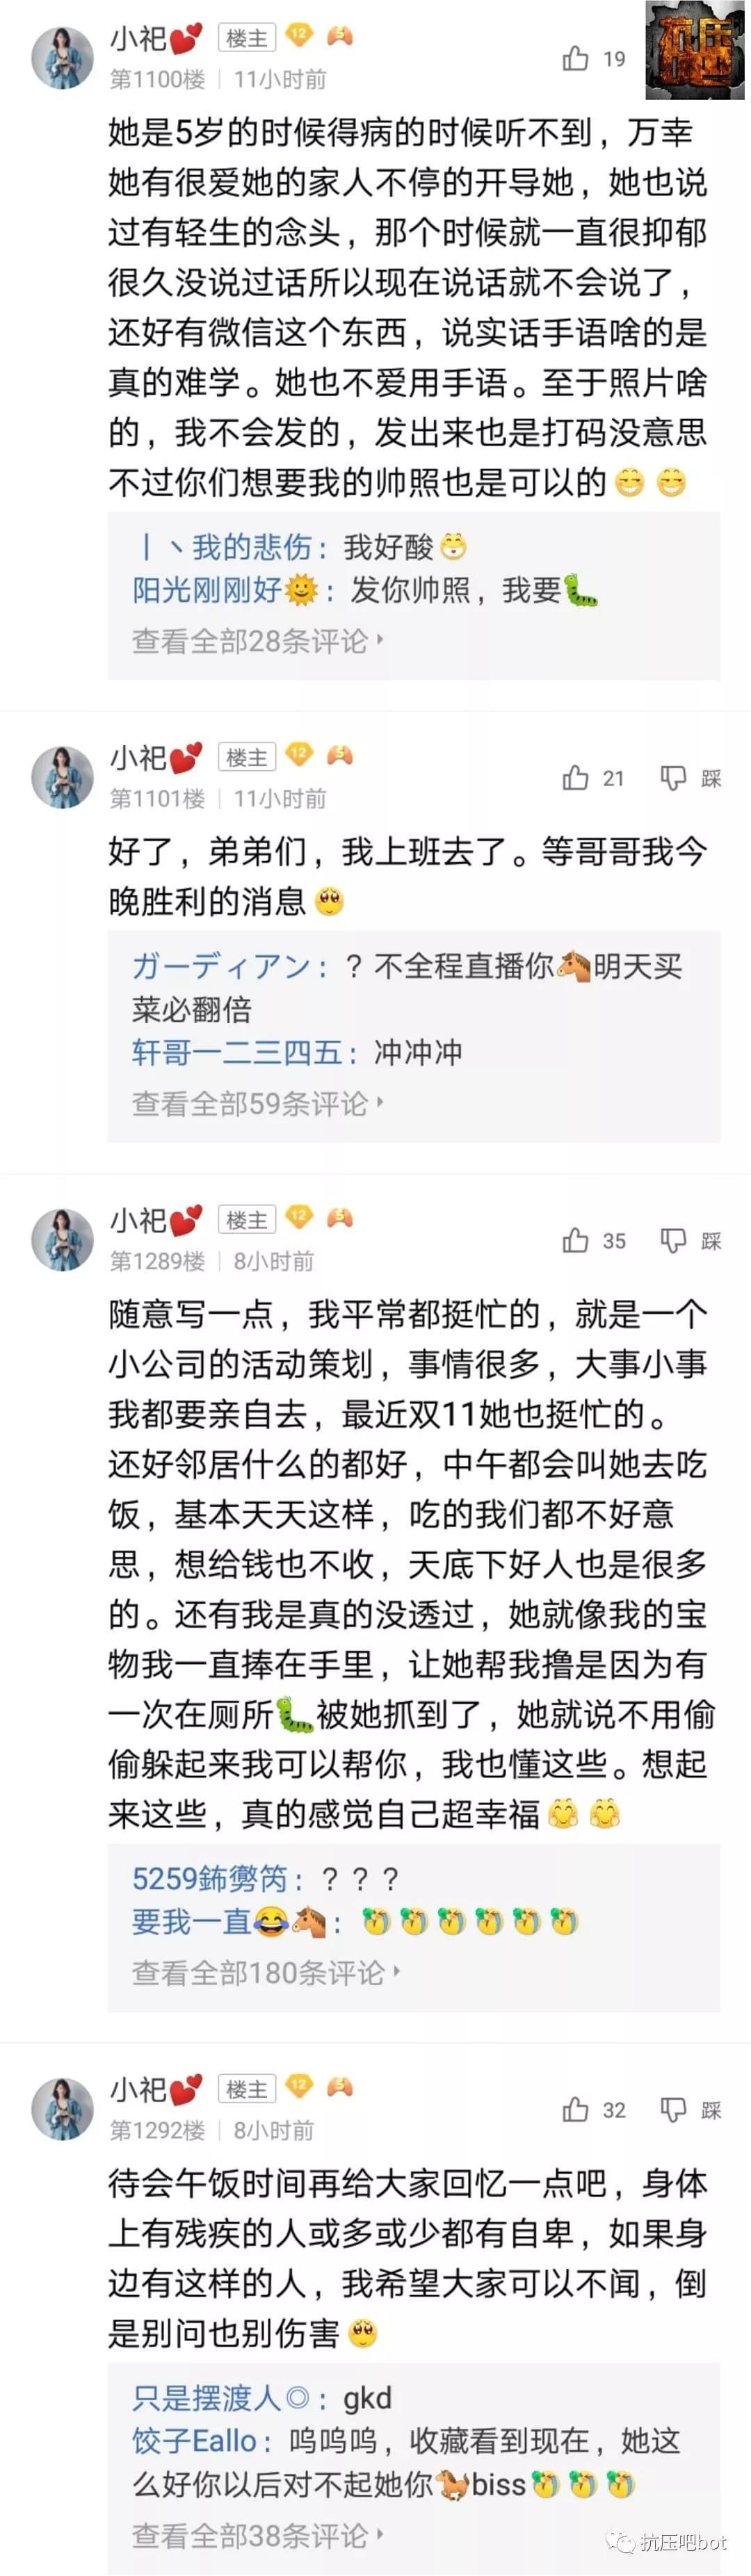 小祀💕 楼主 12 5
第1100楼 | 11小时前
19
抗压
她是5岁的时候得病的时候听不到，万幸
她有很爱她的家人不停的开导她，她也说
过有轻生的念头，那个时候就一直很抑郁
很久没说过话所以现在说话就不会说了，
还好有微信这个东西，说实话手语啥的是
真的难学。她也不爱用手语。至于照片啥
的，我不会发的，发出来也是打码没意思
不过你们想要我的帅照也是可以的😁😁
丨丶我的悲伤：我好酸😁
阳光刚刚好🌞：发你帅照，我要🐛
查看全部28条评论
小祀💕 楼主 12 5
第1101楼 | 11小时前
21 踩
好了，弟弟们，我上班去了。等哥哥我今
晚胜利的消息🥺
ガーディアン：？不全程直播你🐴明天买
菜必翻倍
轩哥一二三四五：冲冲冲
查看全部59条评论
小祀💕 楼主 12 5
第1289楼 | 8小时前
35 踩
随意写一点，我平常都挺忙的，就是一个
小公司的活动策划，事情很多，大事小事
我都要亲自去，最近双11她也挺忙的。
还好邻居什么的都好，中午都会叫她去吃
饭，基本天天这样，吃的我们都不好意
思，想给钱也不收，天底下好人也是很多
的。还有我是真的没透过，她就像我的宝
物我一直捧在手里，让她帮我撸是因为有
一次在厕所🐛被她抓到了，她就说不用偷
偷躲起来我可以帮你，我也懂这些。想起
来这些，真的感觉自己超幸福🤗🤗
5259鈽彅笍：？？？
要我一直😂🐴：
查看全部180条评论
小祀💕 楼主 12 5
第1292楼 | 8小时前
32 踩
待会午饭时间再给大家回忆一点吧，身体
上有残疾的人或多或少都有自卑，如果身
边有这样的人，我希望大家可以不闻，倒
是别问也别伤害🥺
只是摆渡人◎：gkd
饺子Eallo：呜呜呜，收藏看到现在，她这
么好你以后对不起她你🐎biss
查看全部38条评论
抗压吧bot